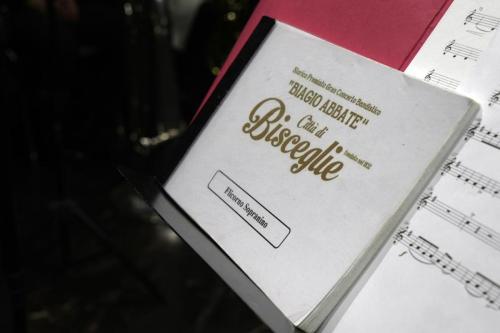 Storico Premiato Gran Concerto Bandistico
"BIAGIO ABBATE"
Città di
Bisceglie
Flicorno Sopranino